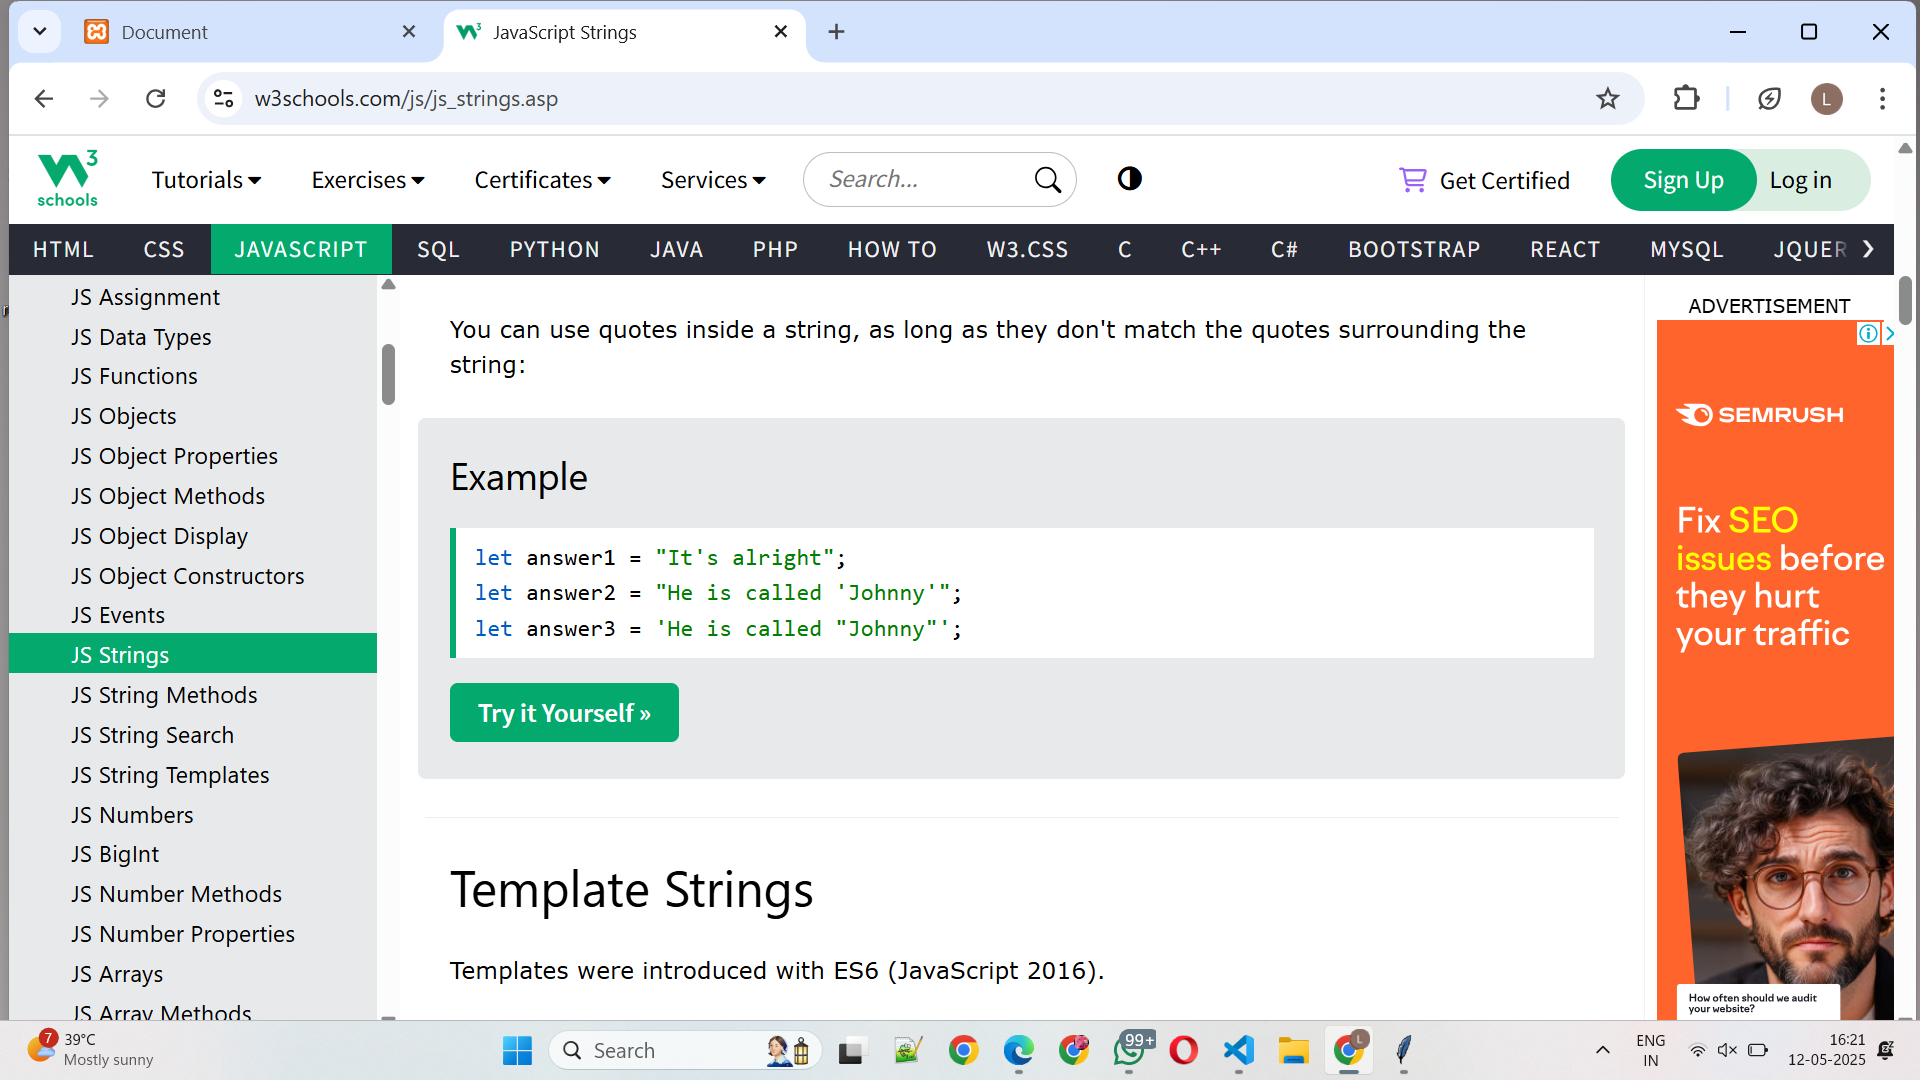 Document
JavaScript Strings
w3schools.com/js/js_strings.asp
L
3
schools
Tutorials
Exercises
Certificates
Services
Search...
Get Certified
Sign Up
Log in
HTML CSS JAVASCRIPT SQL PYTHON JAVA PHP HOW TO W3.CSS C C++ C# BOOTSTRAP REACT MYSQL JQUER
JS Assignment
JS Data Types
JS Functions
JS Objects
JS Object Properties
JS Object Methods
JS Object Display
JS Object Constructors
JS Events
JS Strings
JS String Methods
JS String Search
JS String Templates
JS Numbers
JS BigInt
JS Number Methods
JS Number Properties
JS Arrays
JS Array Methods
You can use quotes inside a string, as long as they don't match the quotes surrounding the
string:
Example
let answer1 = "It's alright";
let answer2 = "He is called 'Johnny'";
let answer3 = 'He is called "Johnny"';
Try it Yourself »
Template Strings
Templates were introduced with ES6 (JavaScript 2016).
ADVERTISEMENT
SEMRUSH
Fix SEO
issues before
they hurt
your traffic
How often should we audit
your website?
7
39°C
Mostly sunny
Search
99+
L
ENG
IN
16:21
12-05-2025